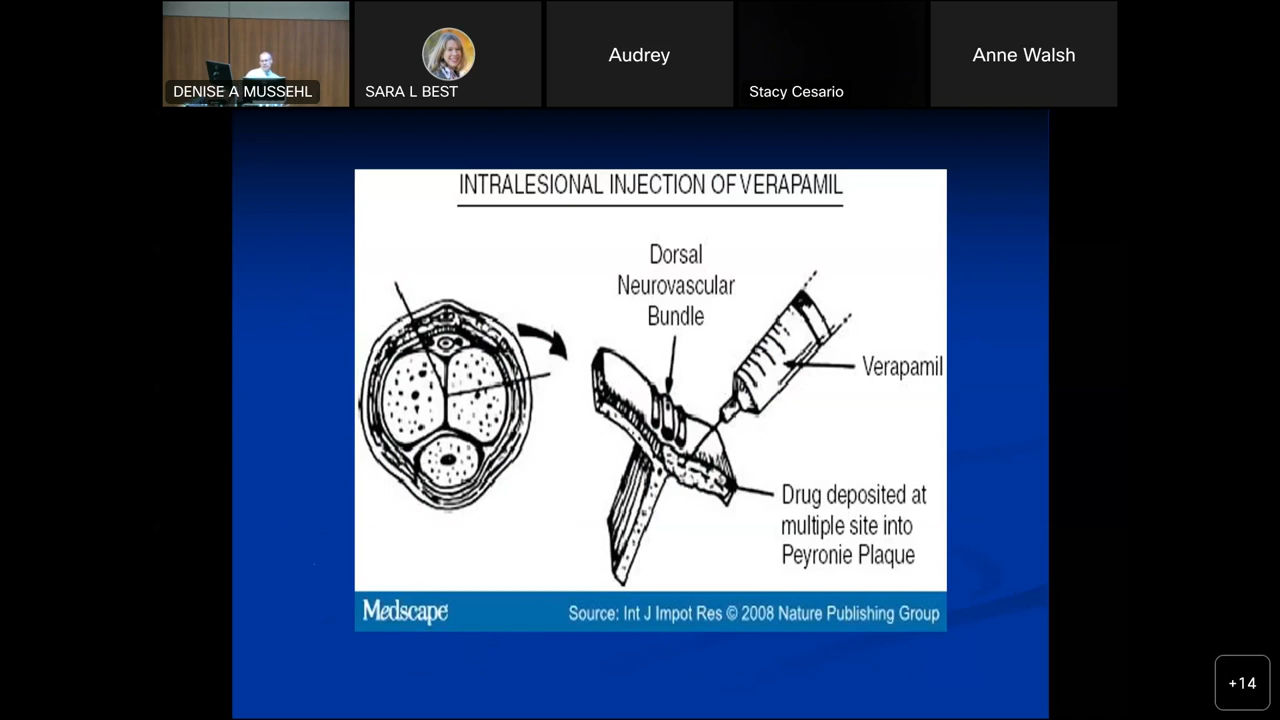 DENISE A MUSSEHL
SARA L BEST
Audrey
Stacy Cesario
Anne Walsh
INTRALESIONAL INJECTION OF VERAPAMIL
Dorsal
Neurovascular
Bundle
Verapamil
Drug deposited at
multiple site into
Peyronie Plaque
Medscape
Source: Int J Impot Res © 2008 Nature Publishing Group
+14